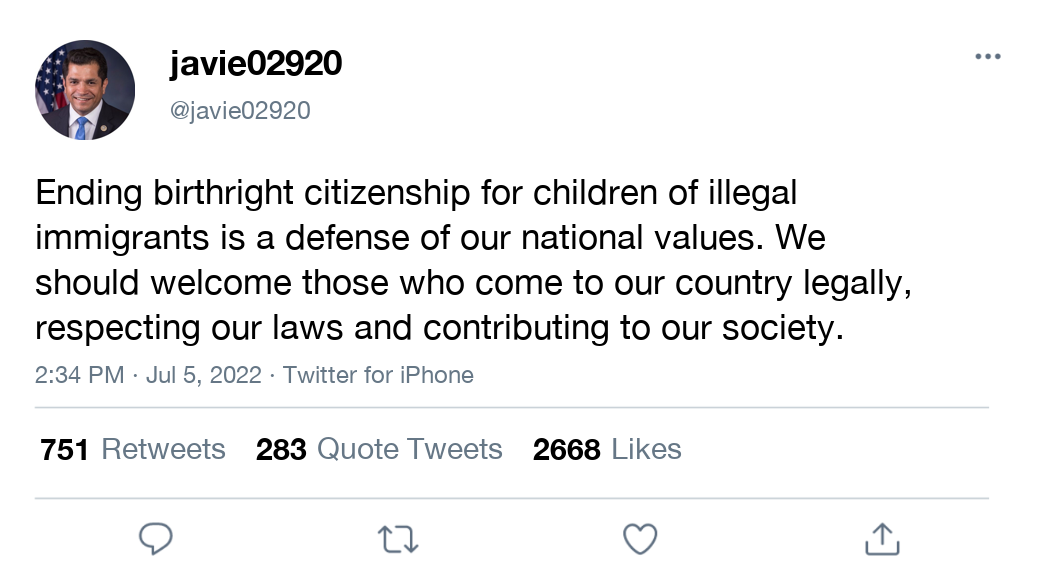 javie02920
@javie02920
Ending birthright citizenship for children of illegal
immigrants is a defense of our national values. We
should welcome those who come to our country legally,
respecting our laws and contributing to our society.
2:34 PM · Jul 5, 2022 · Twitter for iPhone
751 Retweets 283 Quote Tweets 2668 Likes